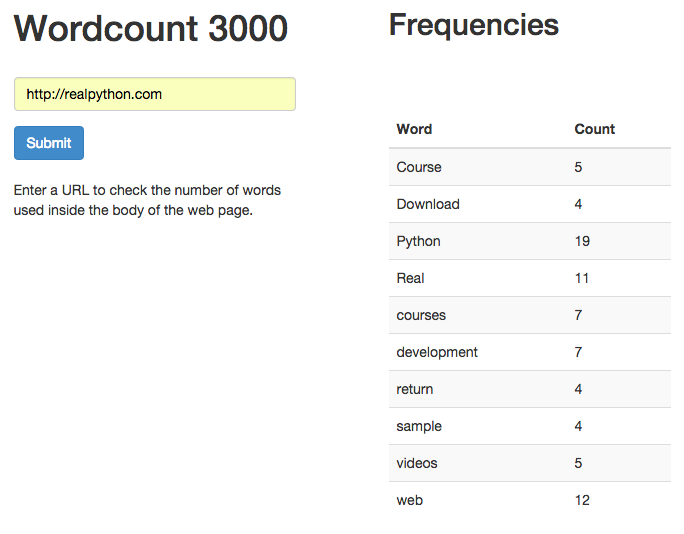 Wordcount 3000
http://realpython.com
Submit
Enter a URL to check the number of words
used inside the body of the web page.
Frequencies
Word Count
Course 5
Download 4
Python 19
Real 11
courses 7
development 7
return 4
sample 4
videos 5
web 12